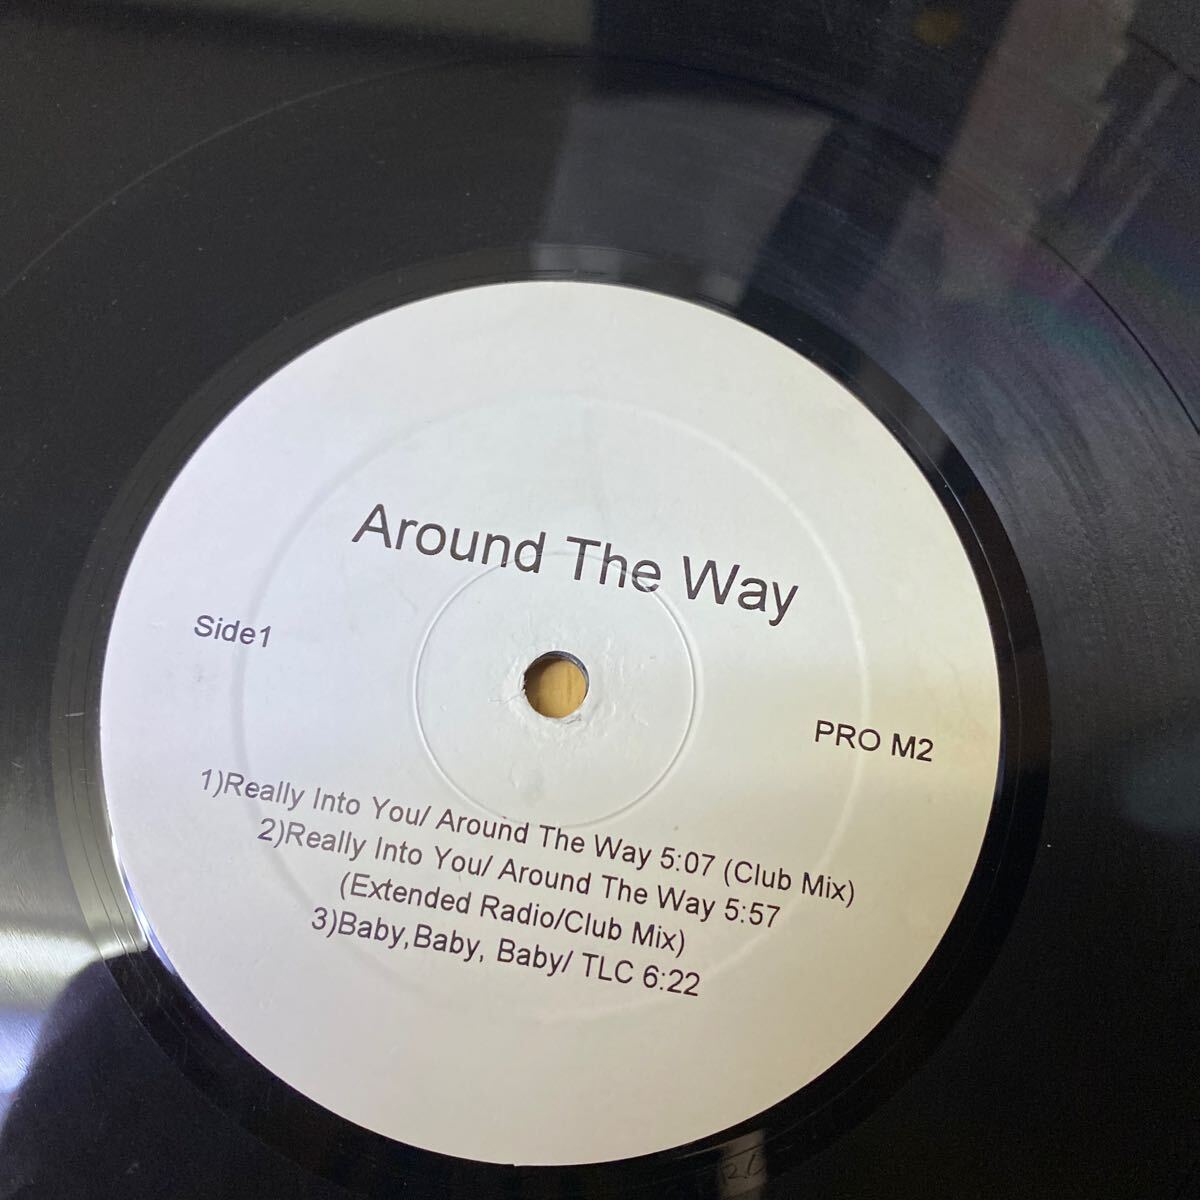 Around The Way
Side1
PRO M2
1)Really Into You/ Around The Way 5:07 (Club Mix)
2)Really Into You/ Around The Way 5:57
(Extended Radio/Club Mix)
3)Baby,Baby, Baby/ TLC 6:22